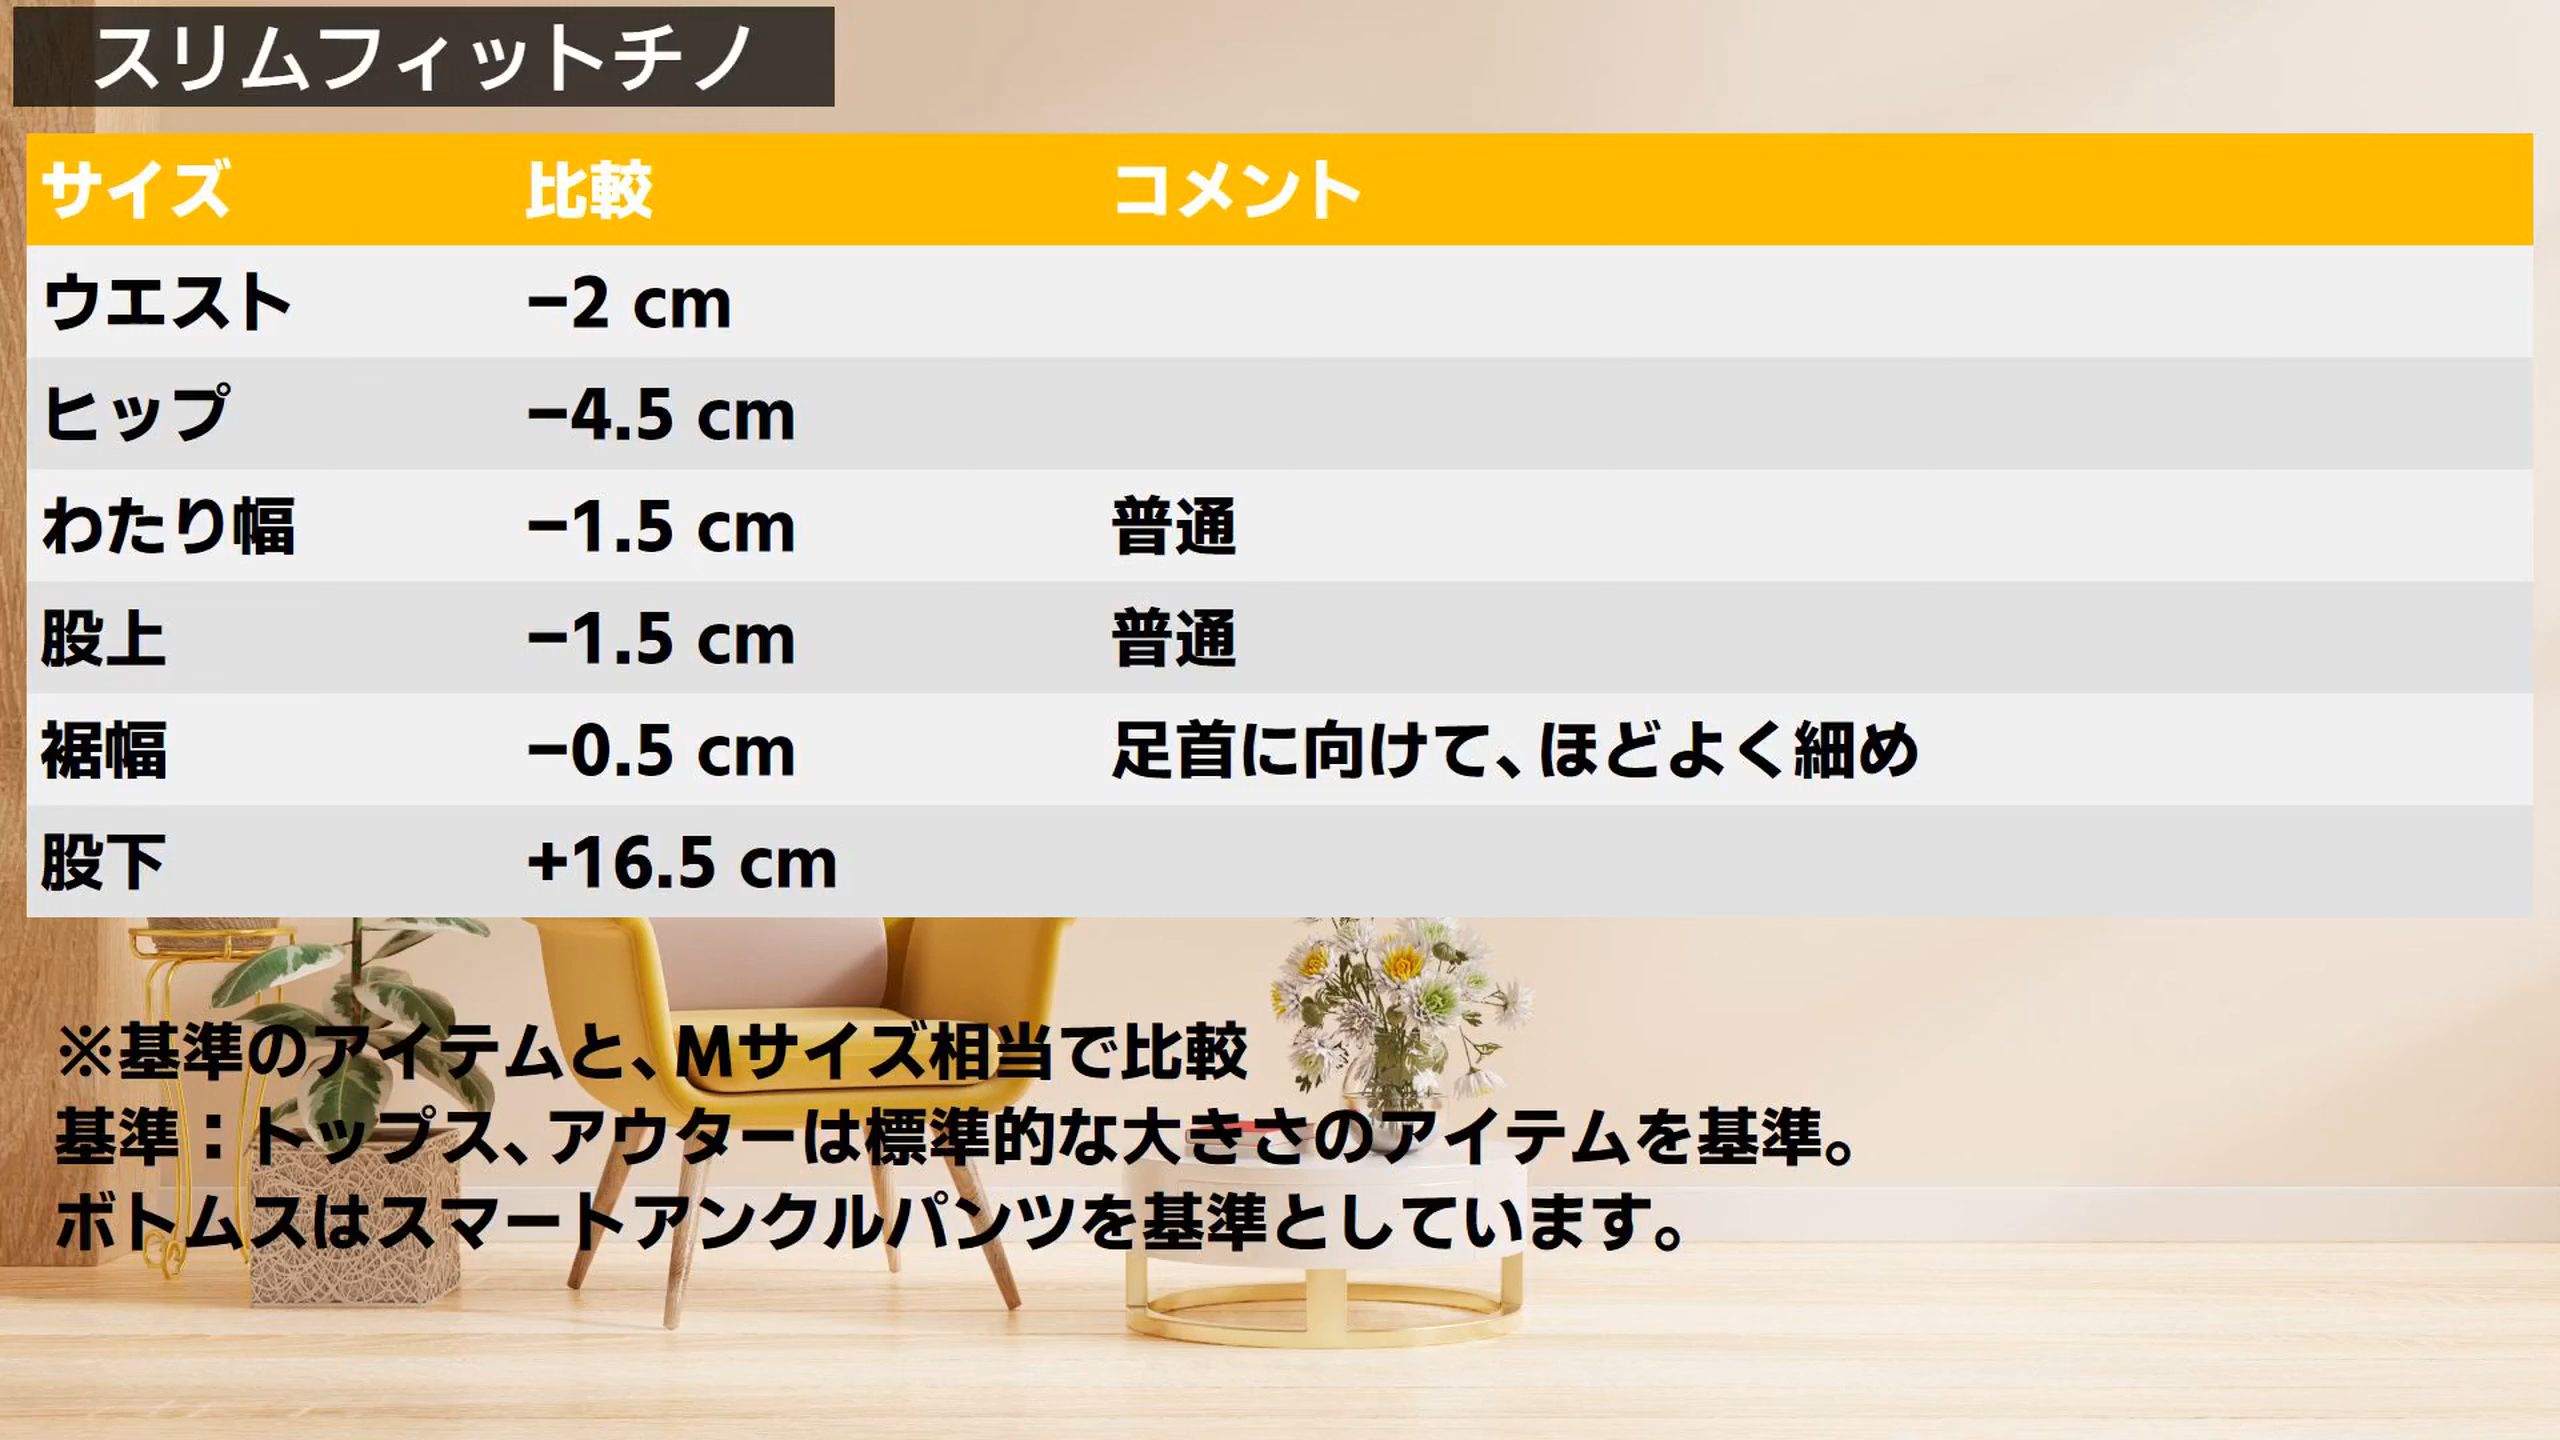 スリムフィットチノ
サイズ 比較 コメント
ウエスト −2 cm
ヒップ −4.5 cm
わたり幅 −1.5 cm 普通
股上 −1.5 cm 普通
裾幅 −0.5 cm 足首に向けて、ほどよく細め
股下 +16.5 cm
※基準のアイテムと、Mサイズ相当で比較
基準：トップス、アウターは標準的な大きさのアイテムを基準。
ボトムスはスマートアンクルパンツを基準としています。